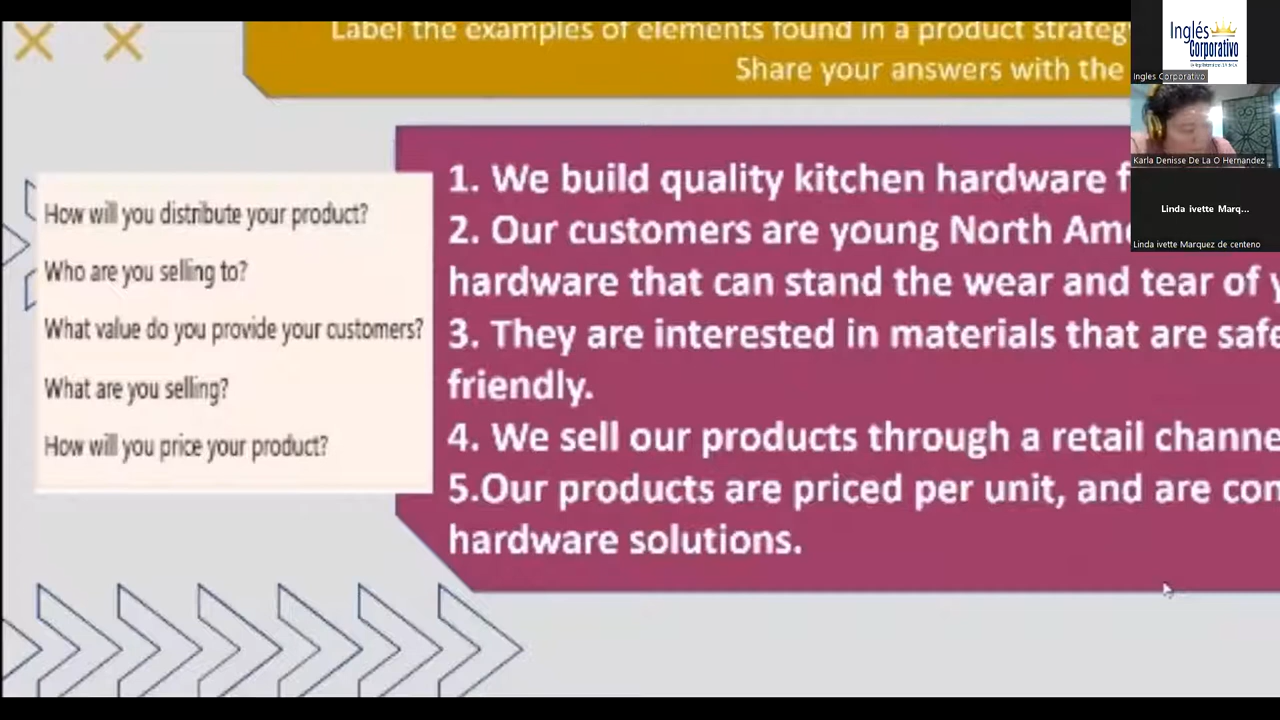 Label the examples of elements found in a product strategy
Share your answers with the
How will you distribute your product?
Who are you selling to?
What value do you provide your customers?
What are you selling?
How will you price your product?
1. We build quality kitchen hardware f
2. Our customers are young North Ame
hardware that can stand the wear and tear of y
3. They are interested in materials that are safe
friendly.
4. We sell our products through a retail channe
5.Our products are priced per unit, and are con
hardware solutions.
Inglés
Corporativo
Ingles Corporativo
Karla Denisse De La O Hernandez
Linda ivette Marq...
Linda ivette Marquez de centeno